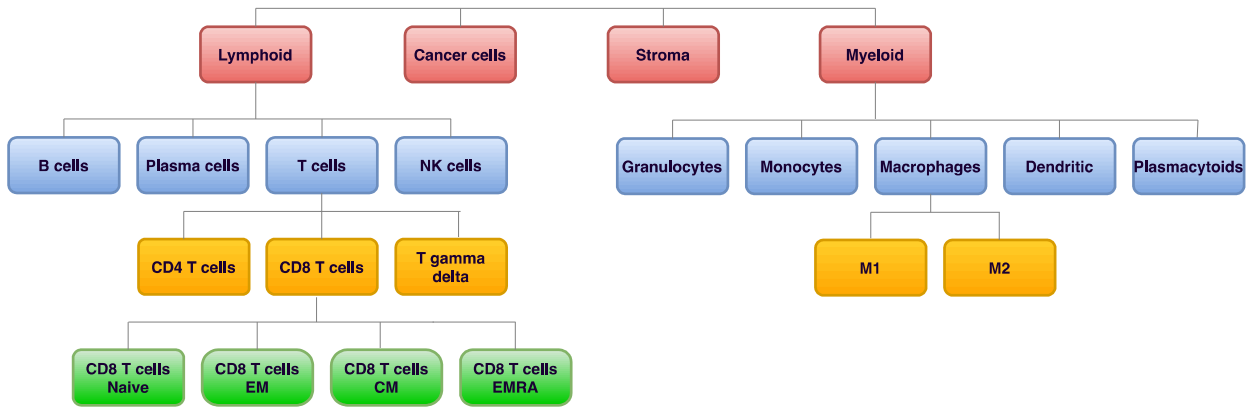 Lymphoid
Cancer cells
Stroma
Myeloid
B cells
Plasma cells
T cells
NK cells
Granulocytes
Monocytes
Macrophages
Dendritic
Plasmacytoids
CD4 T cells
CD8 T cells
T gamma
delta
M1
M2
CD8 T cells
Naive
CD8 T cells
EM
CD8 T cells
CM
CD8 T cells
EMRA